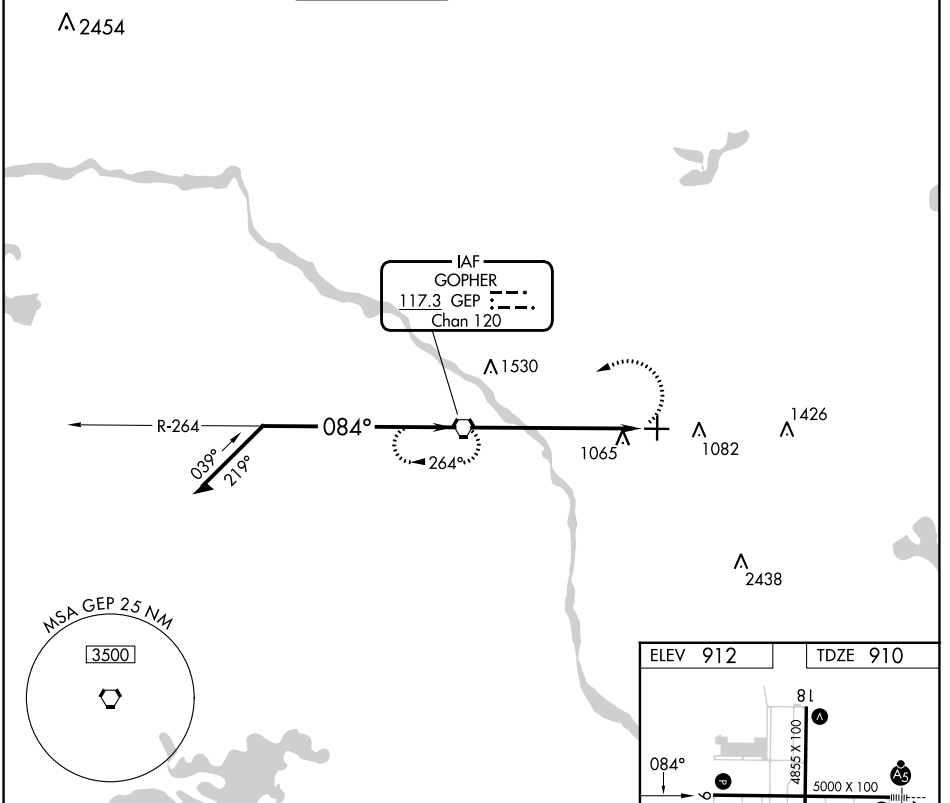 2454
IAF
GOPHER
117.3 GEP
Chan 120
1530
R-264
084°
264°
039°
219°
1065
1082
1426
2438
MSA GEP 25 NM
3500
ELEV 912
TDZE 910
18
V
4855 X 100
084°
P
9
5000 X 100
A5